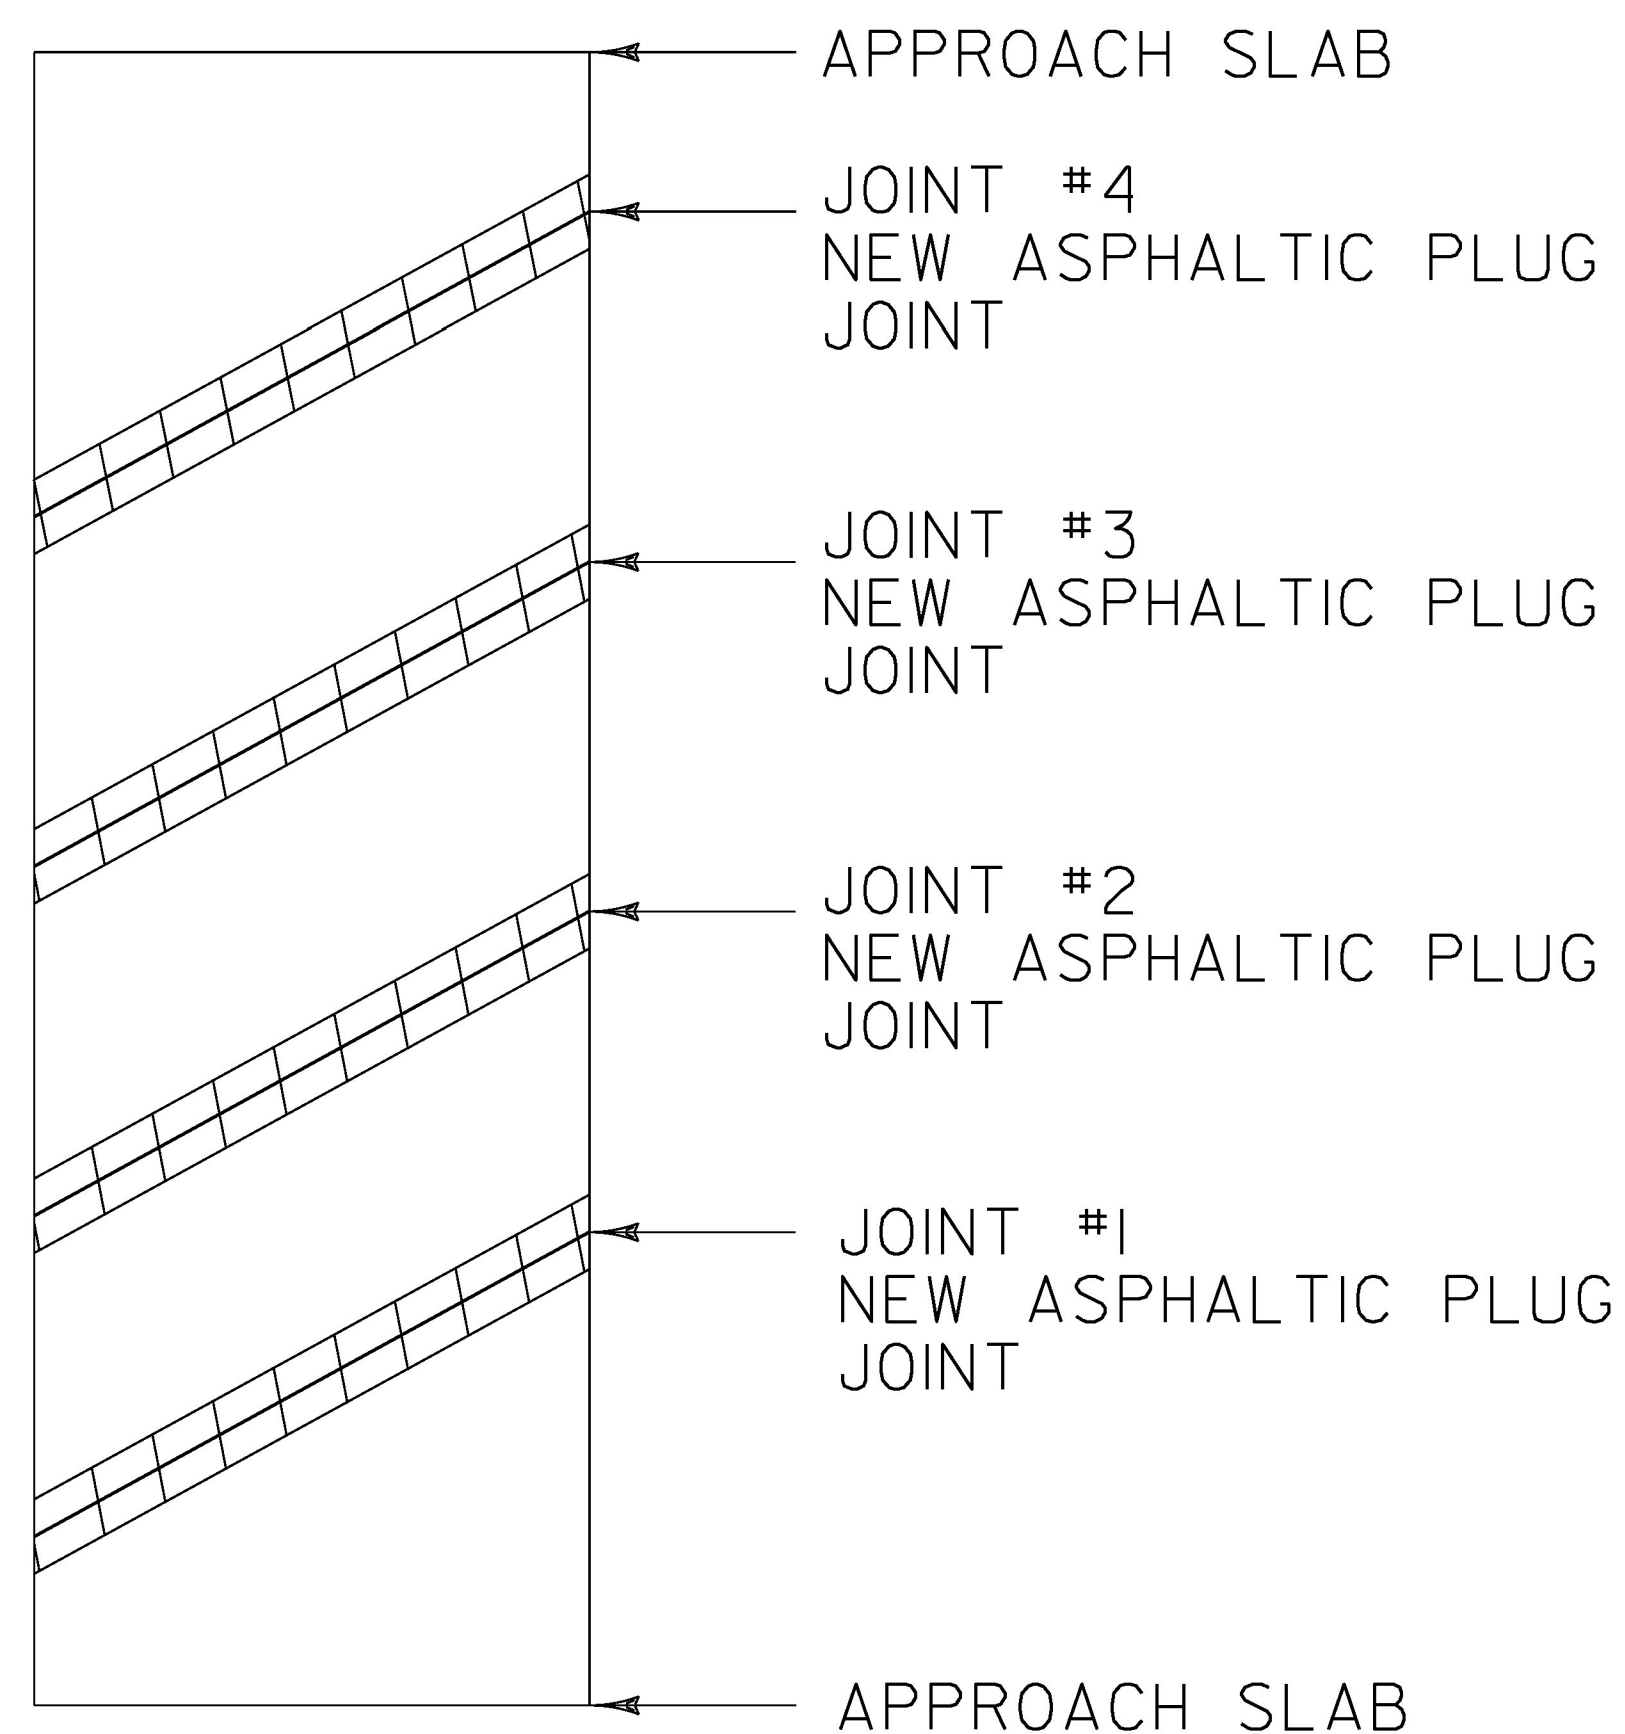 APPROACH SLAB
JOINT #4
NEW ASPHALTIC PLUG
JOINT
JOINT #3
NEW ASPHALTIC PLUG
JOINT
JOINT #2
NEW ASPHALTIC PLUG
JOINT
JOINT #1
NEW ASPHALTIC PLUG
JOINT
APPROACH SLAB